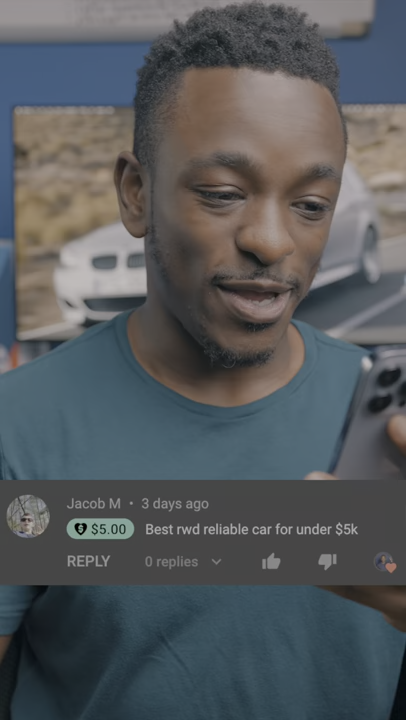 Jacob M • 3 days ago
$5.00 Best rwd reliable car for under $5k
REPLY 0 replies